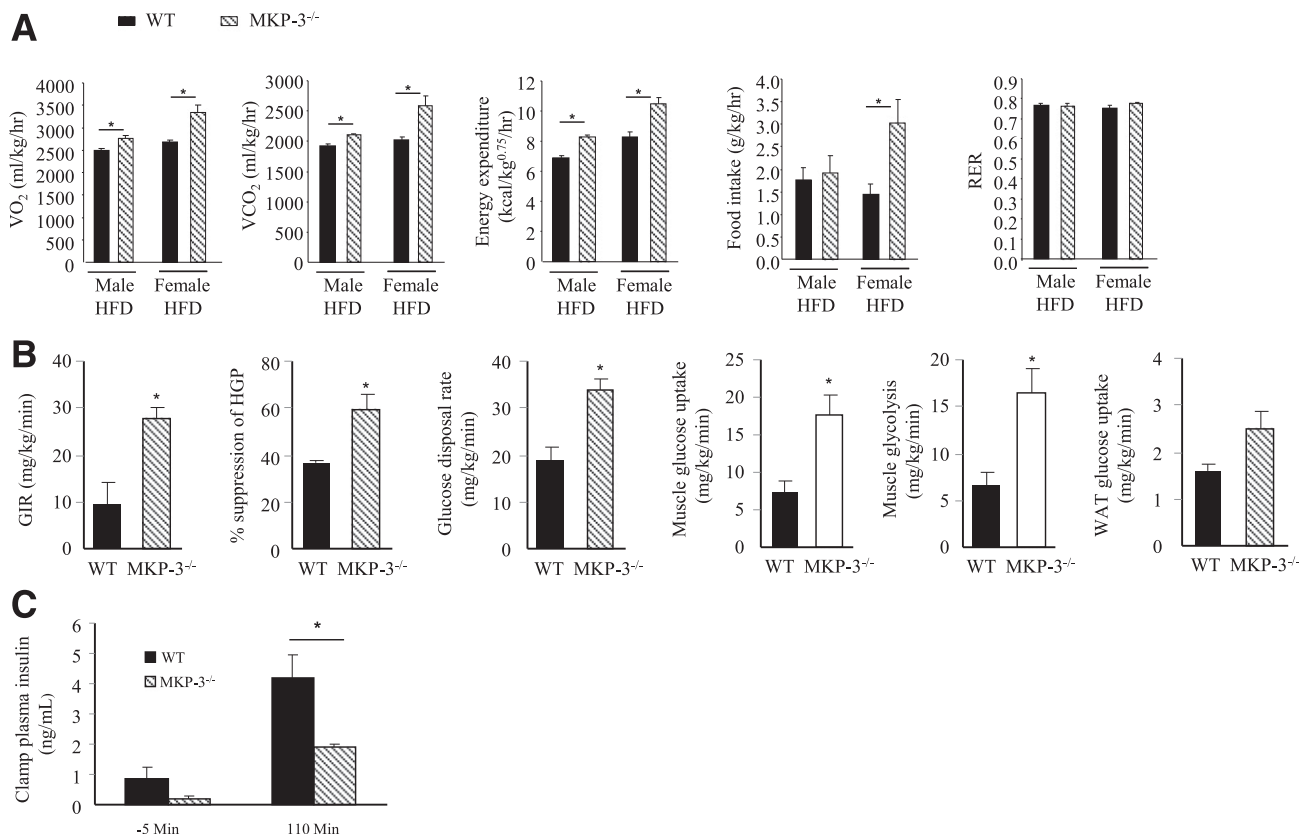 A
WT MKP-3-/-
VO2 (ml/kg/hr)
4000
3500
3000
2500
2000
1500
1000
500
0
Male
HFD
Female
HFD
VCO2 (ml/kg/hr)
3000
2500
2000
1500
1000
500
0
Male
HFD
Female
HFD
Energy expenditure
(kcal/kg0.75/hr)
12
10
8
6
4
2
0
Male
HFD
Female
HFD
Food intake (g/kg/hr)
4.0
3.5
3.0
2.5
2.0
1.5
1.0
0.5
0.0
Male
HFD
Female
HFD
RER
0.9
0.8
0.7
0.6
0.5
0.4
0.3
0.2
0.1
0.0
Male
HFD
Female
HFD
* * * * * * *
B
GIR (mg/kg/min)
40
30
20
10
0
*
WT MKP-3-/-
% suppression of HGP
80
60
40
20
0
*
WT MKP-3-/-
Glucose disposal rate
(mg/kg/min)
40
30
20
10
0
*
WT MKP-3-/-
Muscle glucose uptake
(mg/kg/min)
25
20
15
10
5
0
*
WT MKP-3-/-
Muscle glycolysis
(mg/kg/min)
20
15
10
5
0
*
WT MKP-3-/-
WAT glucose uptake
(mg/kg/min)
4
3
2
1
0
WT MKP-3-/-
C
Clamp plasma insulin
(ng/mL)
6
5
4
3
2
1
0
WT
MKP-3-/-
*
-5 Min
110 Min